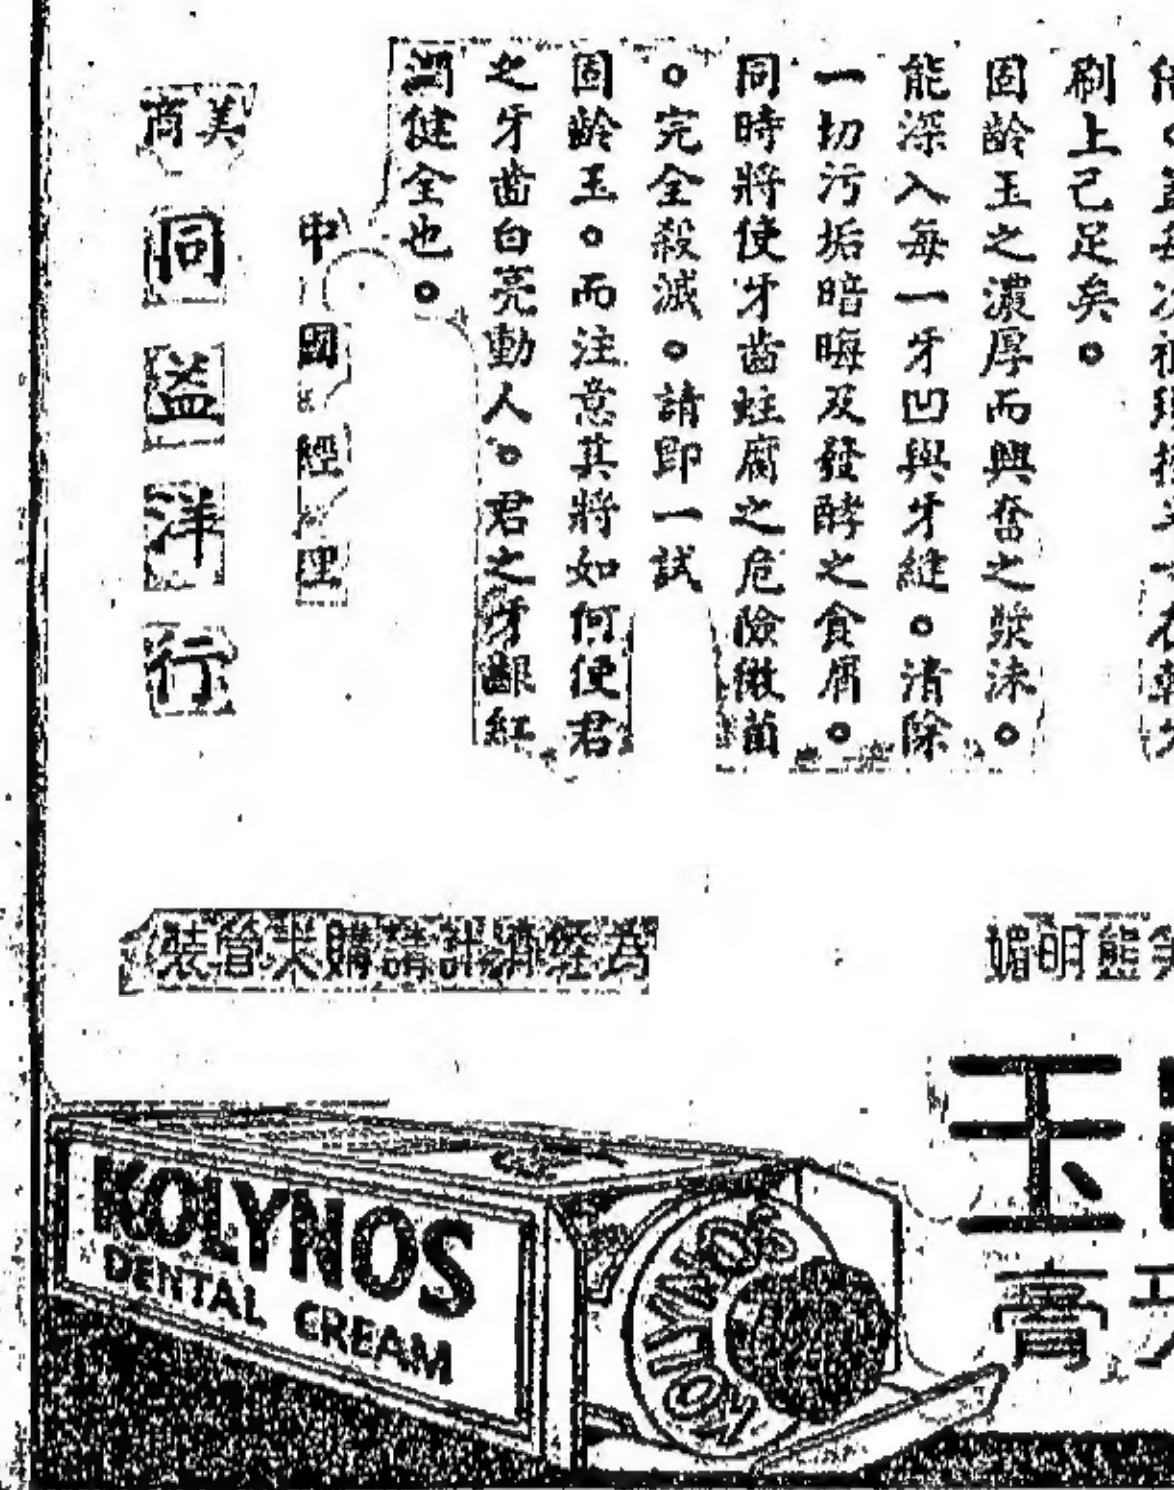 刷上己足矣。
固齡玉之濃厚而興奮之漿沫。
能深入每一牙凹與牙縫。清除
一切污垢暗晦及發酵之食屑。
同時將使牙齒蛀腐之危險微菌
。完全殺滅。請即一試
固齡玉。而注意其將如何使君
之牙齒白亮動人。君之牙齦紅
潤健全也。
中國經理
美商
同益洋行
媚明態
為經濟計請購大管裝
玉
膏
KOLYNOS
DENTAL CREAM
KOLYNOS